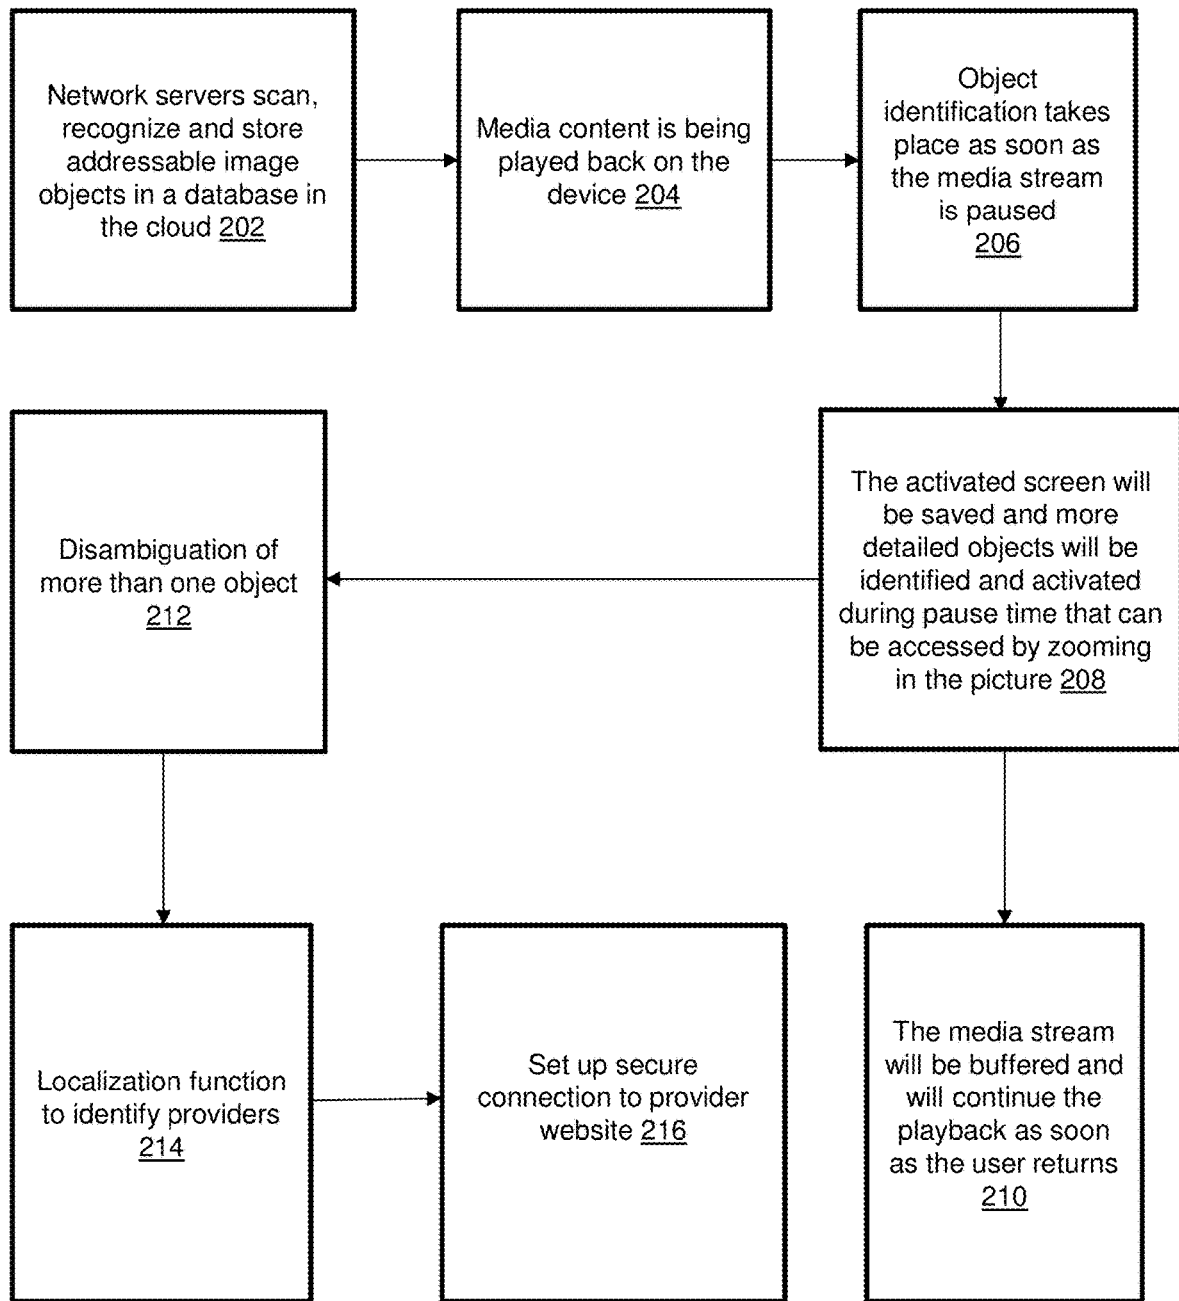 Network servers scan,
recognize and store
addressable image
objects in a database in
the cloud 202
Media content is being
played back on the
device 204
Object
identification takes
place as soon as
the media stream
is paused
206
The activated screen will
be saved and more
detailed objects will be
identified and activated
during pause time that can
be accessed by zooming
in the picture 208
Disambiguation of
more than one object
212
Localization function
to identify providers
214
Set up secure
connection to provider
website 216
The media stream
will be buffered and
will continue the
playback as soon
as the user returns
210